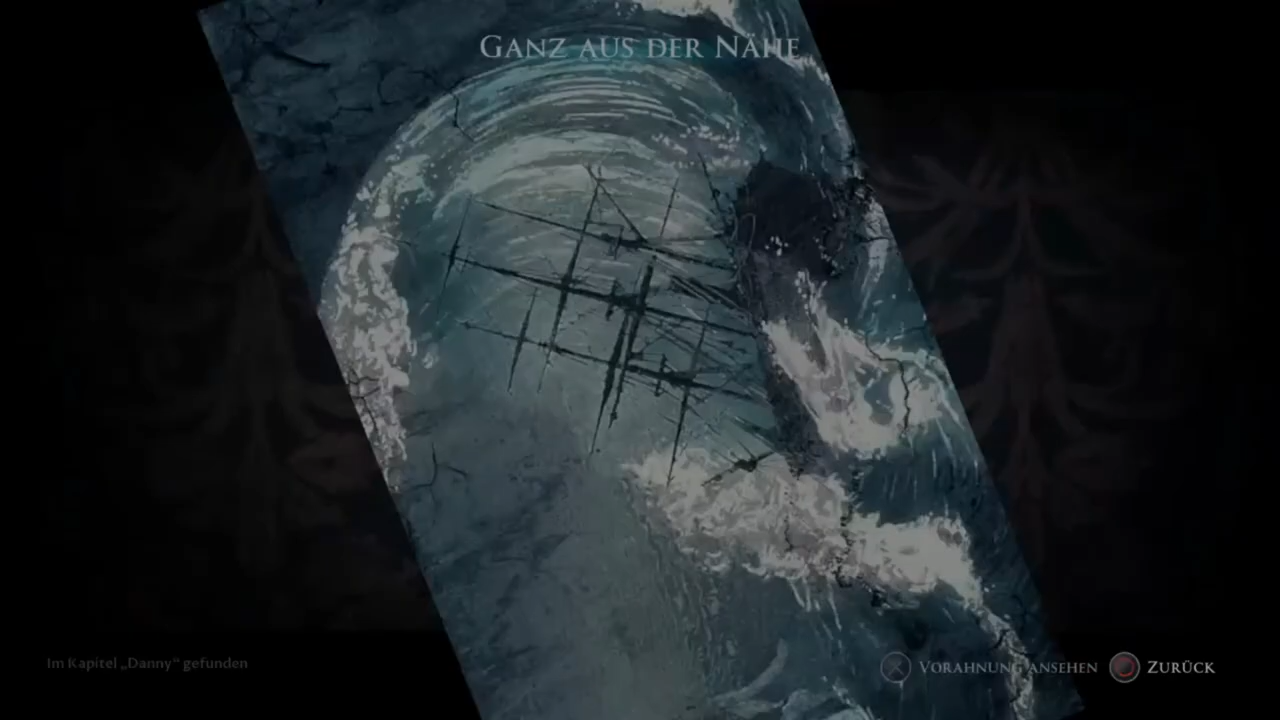 Ganz aus der Nähe
Im Kapitel „Danny“ gefunden
Vorahnung ansehen
Zurück